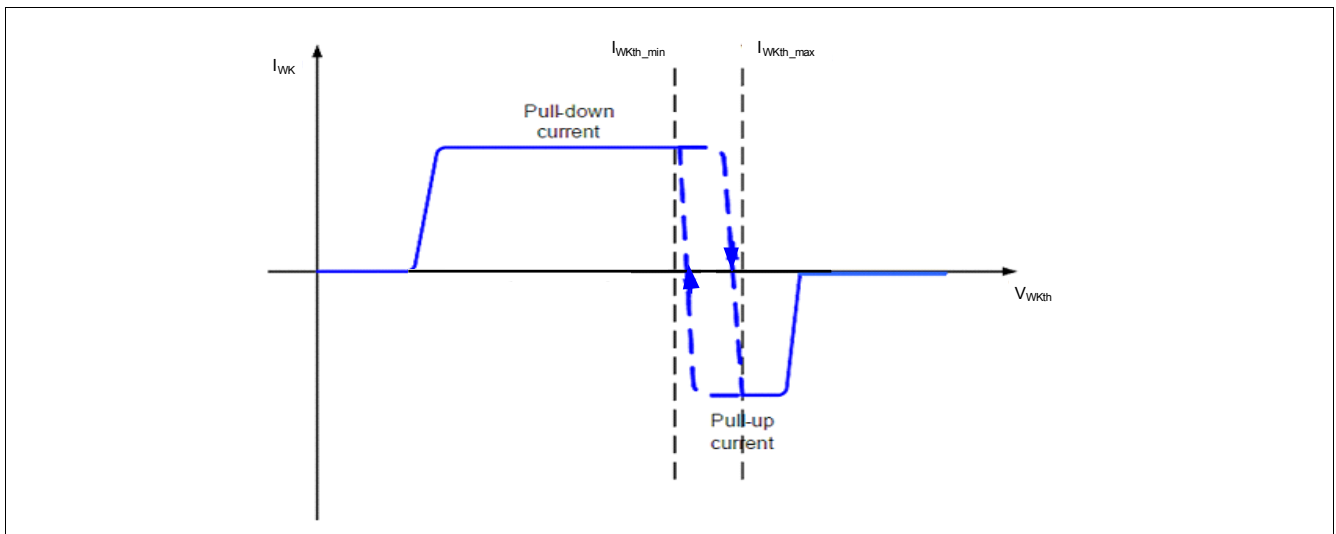 I_WKth_min
I_WKth_max
I_WK
Pull-down
current
V_WKth
Pull-up
current